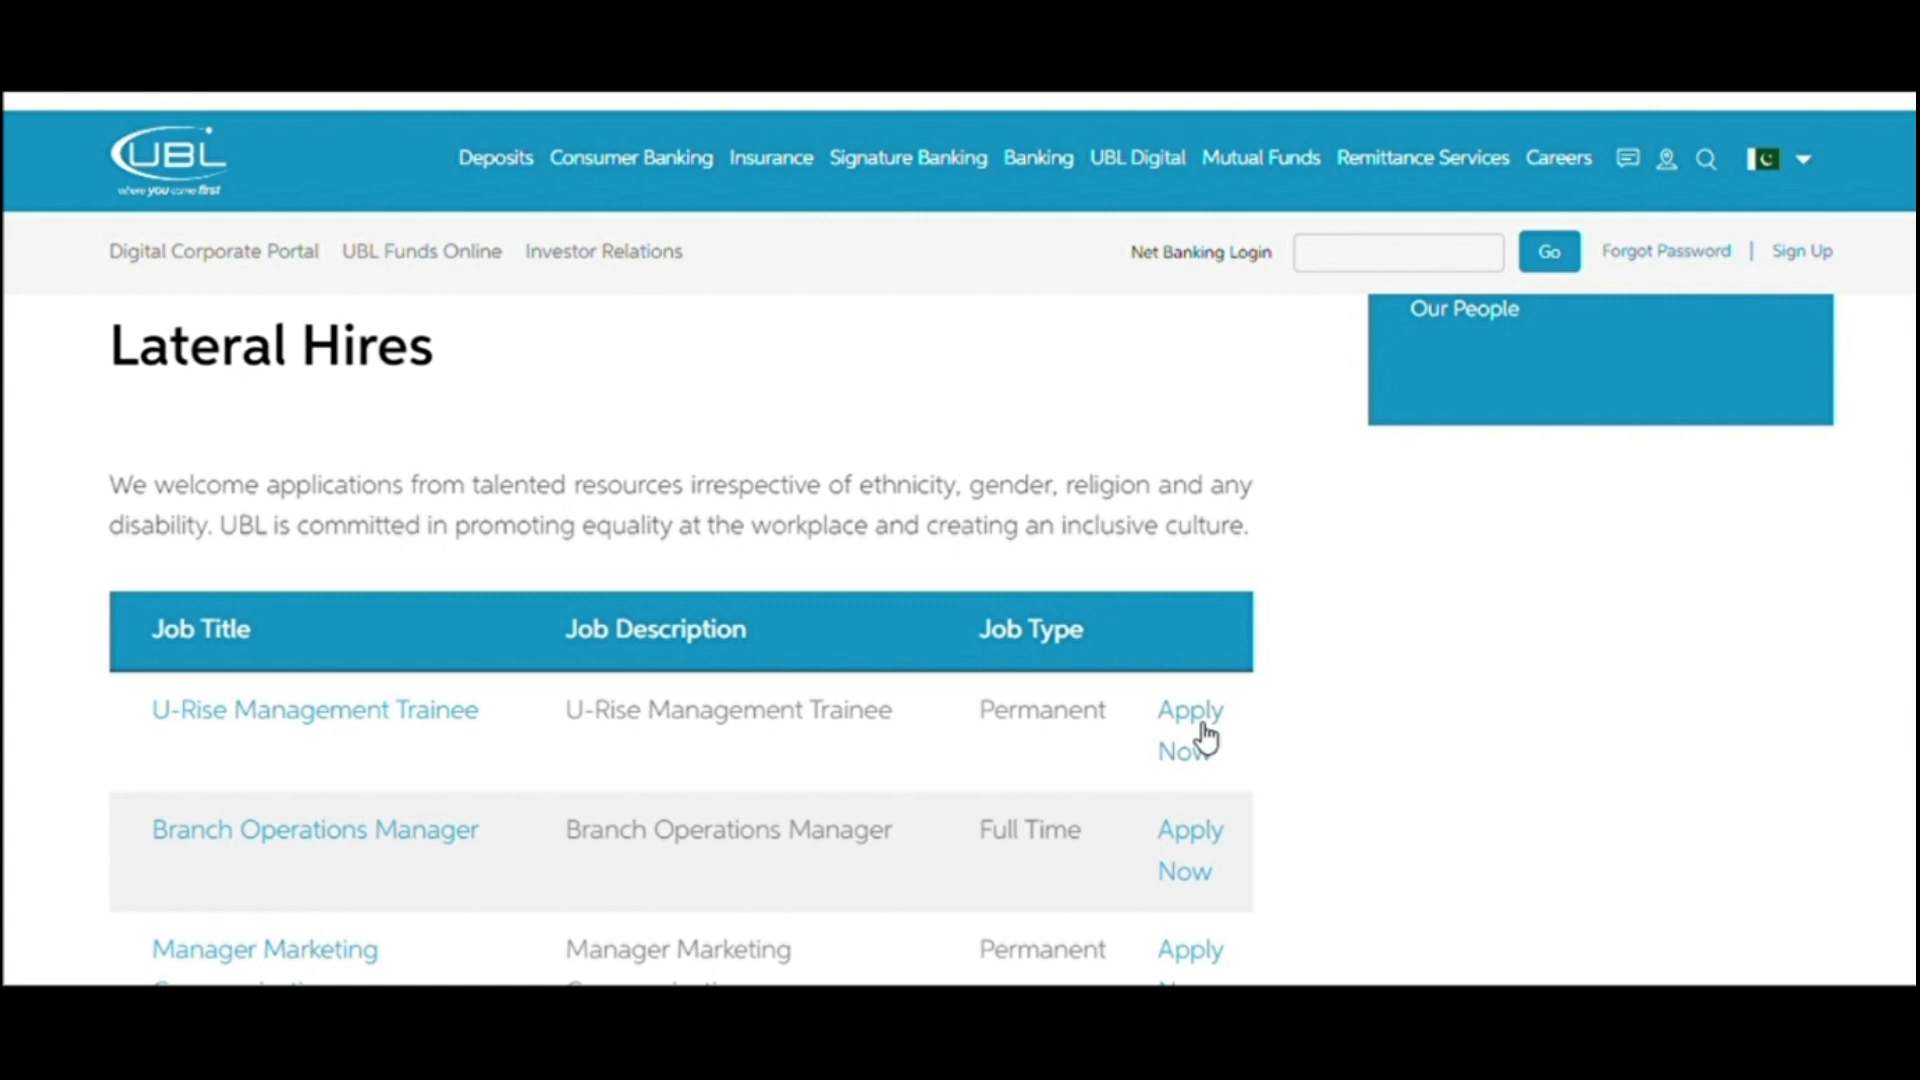 UBL
where you come first
Deposits Consumer Banking Insurance Signature Banking Banking UBL Digital Mutual Funds Remittance Services Careers
Digital Corporate Portal UBL Funds Online Investor Relations Net Banking Login Go Forgot Password | Sign Up
Our People
Lateral Hires
We welcome applications from talented resources irrespective of ethnicity, gender, religion and any
disability. UBL is committed in promoting equality at the workplace and creating an inclusive culture.
Job Title Job Description Job Type
U-Rise Management Trainee U-Rise Management Trainee Permanent Apply
Now
Branch Operations Manager Branch Operations Manager Full Time Apply
Now
Manager Marketing Manager Marketing Permanent Apply